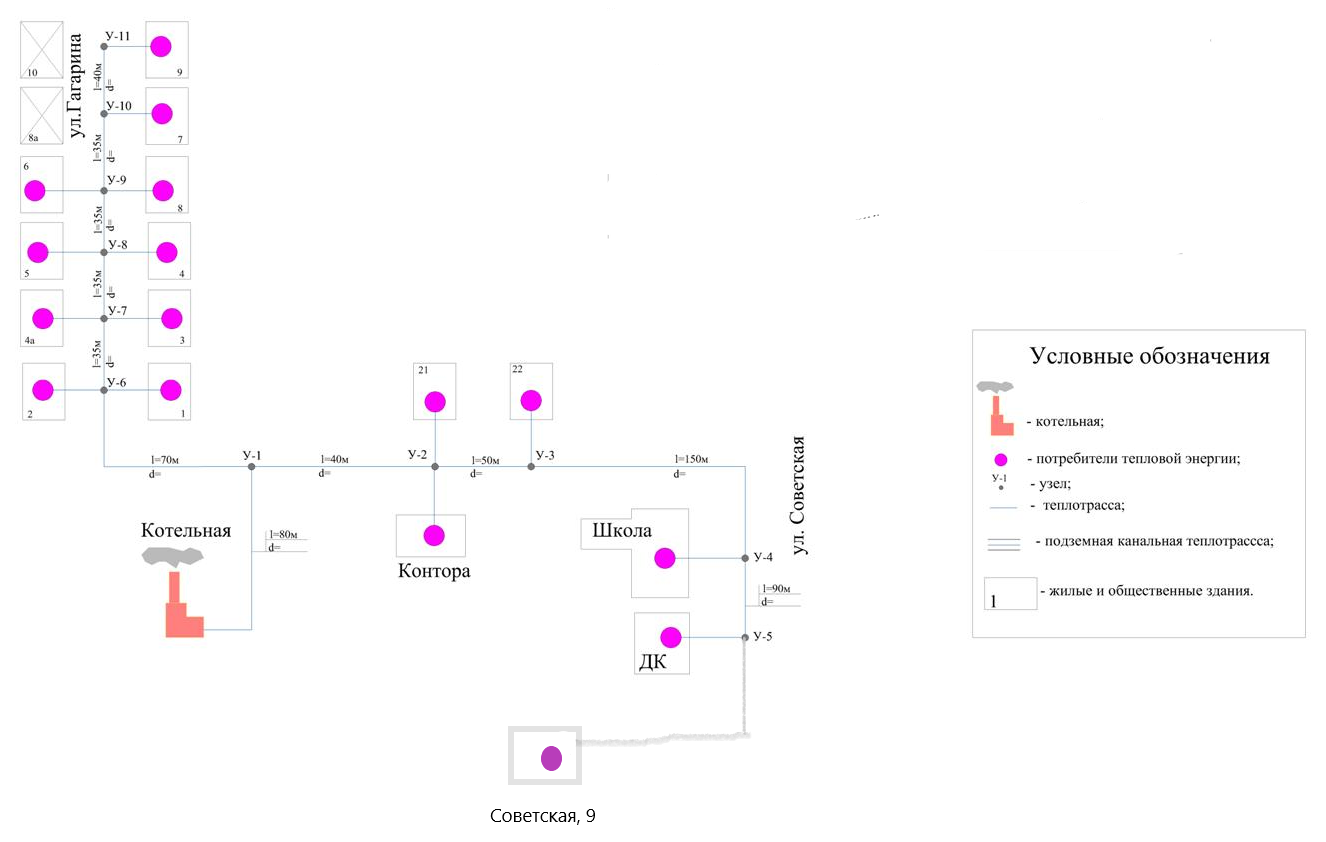 У-11
10
ул.Гагарина
9
l=40м
d=
У-10
8а
7
l=35м
d=
6
У-9
8
l=35м
d=
У-8
5
4
l=35м
d=
У-7
4а
3
l=35м
d=
У-6
2
1
21
22
l=70м
d=
У-1
l=40м
d=
У-2
l=50м
d=
У-3
l=150м
d=
ул. Советская
Котельная
l=80м
d=
Контора
Школа
У-4
l=90м
d=
ДК
У-5
Советская, 9
Условные обозначения
- котельная;
- потребители тепловой энергии;
У-1
- узел;
- теплотрасса;
- подземная канальная теплотрассса;
1
- жилые и общественные здания.